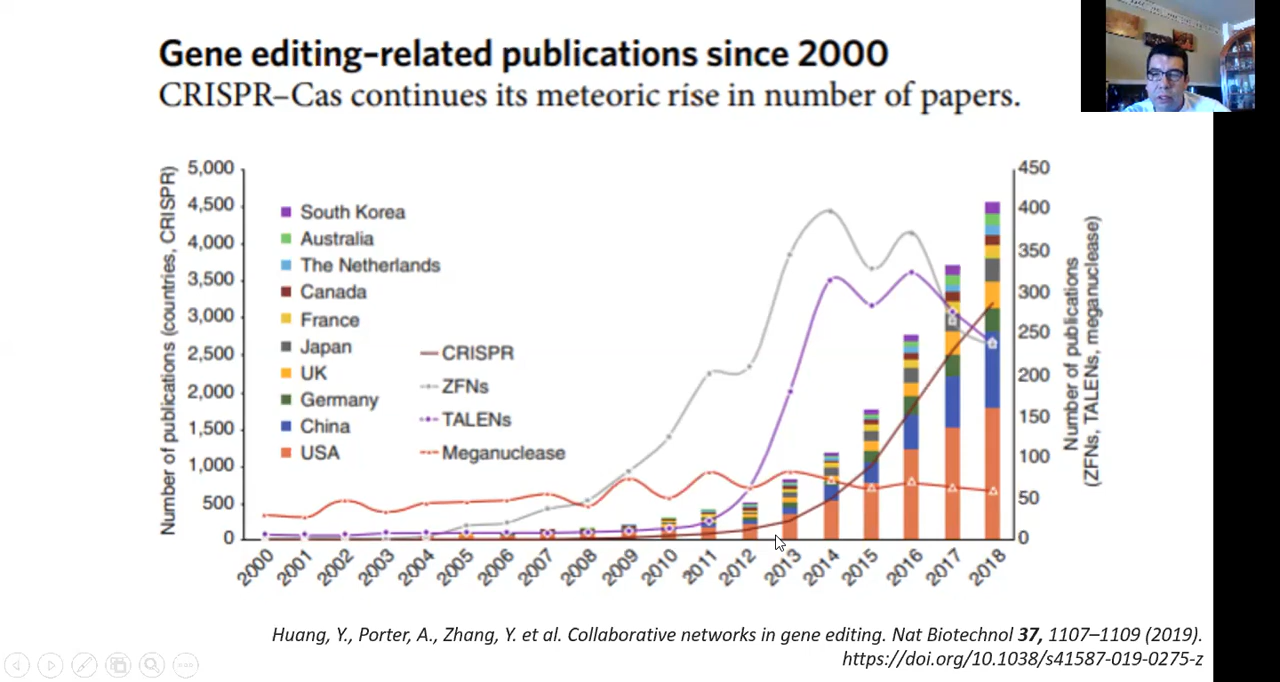 Gene editing–related publications since 2000
CRISPR–Cas continues its meteoric rise in number of papers.
Number of publications (countries, CRISPR)
5,000
4,500
4,000
3,500
3,000
2,500
2,000
1,500
1,000
500
0
South Korea
Australia
The Netherlands
Canada
France
Japan
UK
Germany
China
USA
CRISPR
ZFNs
TALENs
Meganuclease
450
400
350
300
250
200
150
100
50
0
Number of publications
(ZFNs, TALENs, meganuclease)
2000
2001
2002
2003
2004
2005
2006
2007
2008
2009
2010
2011
2012
2013
2014
2015
2016
2017
2018
Huang, Y., Porter, A., Zhang, Y. et al. Collaborative networks in gene editing. Nat Biotechnol 37, 1107–1109 (2019).
https://doi.org/10.1038/s41587-019-0275-z